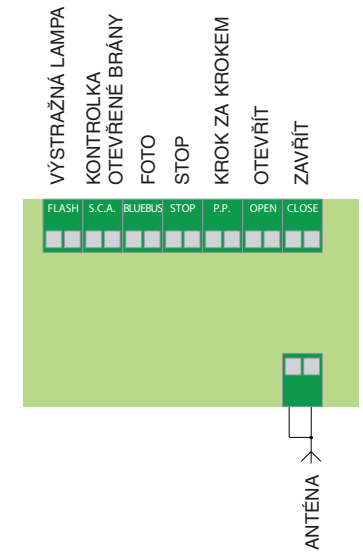 VÝSTRAŽNÁ LAMPA
KONTROLKA
OTEVŘENÉ BRÁNY
FOTO
STOP
KROK ZA KROKEM
OTEVŘÍT
ZAVŘÍT
FLASH
S.C.A.
BLUEBUS
STOP
P.P.
OPEN
CLOSE
ANTÉNA